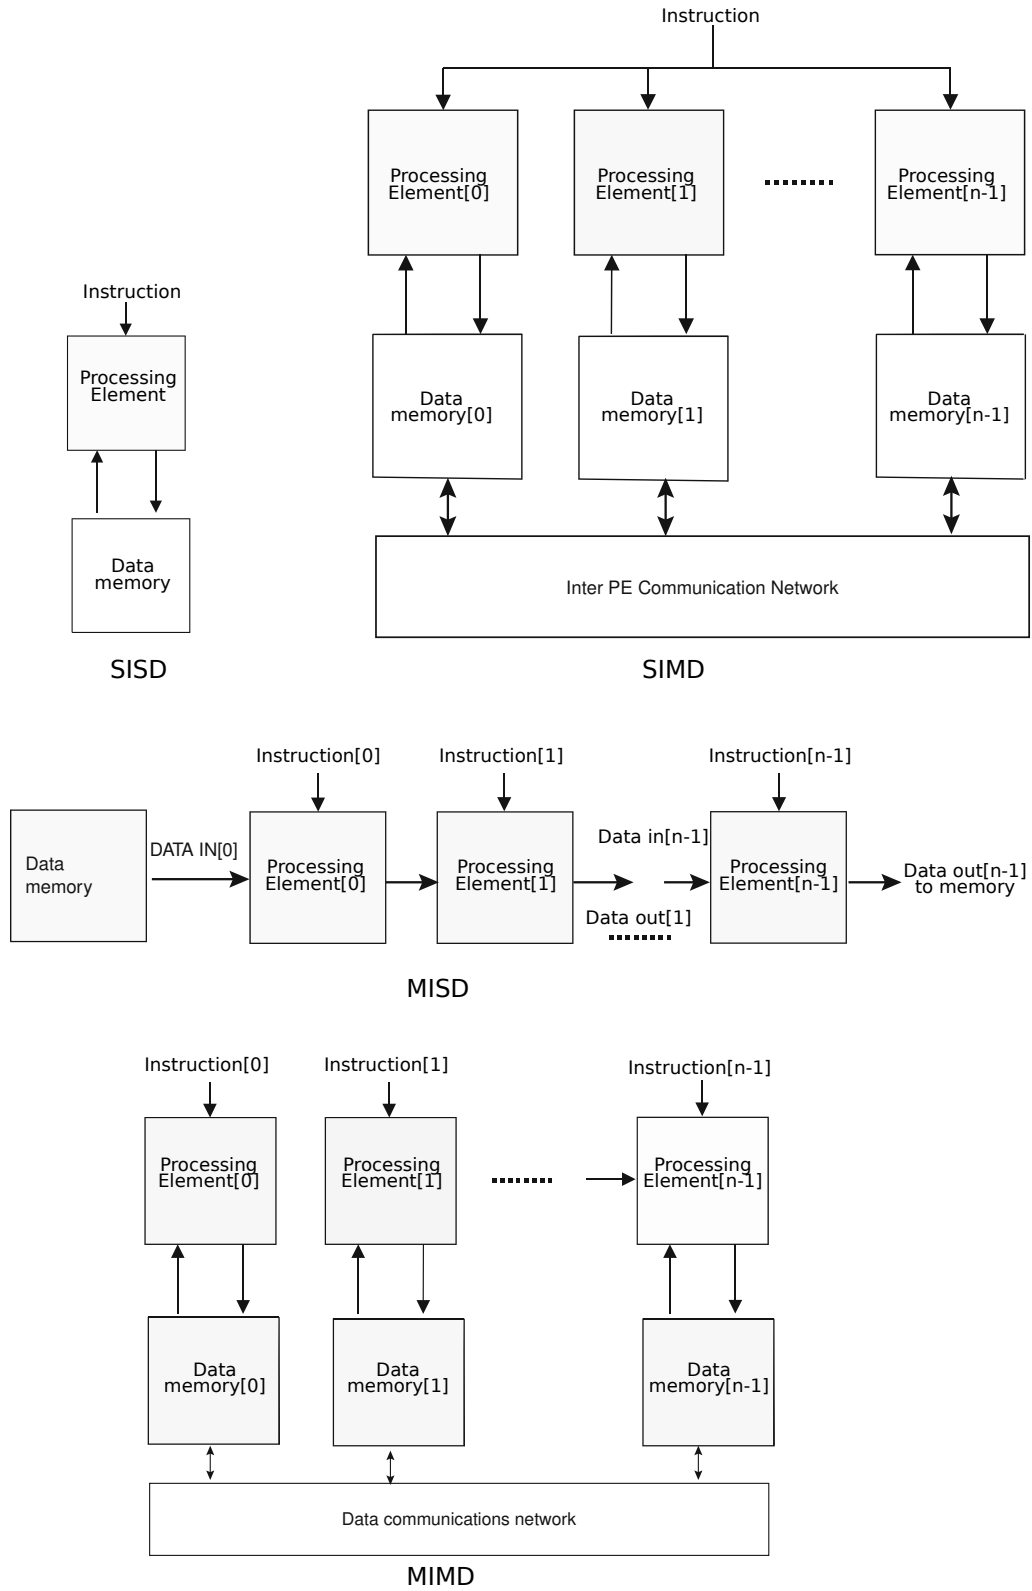 Instruction
Processing
Element[0]
Processing
Element[1]
Processing
Element[n-1]
Data
memory[0]
Data
memory[1]
Data
memory[n-1]
Inter PE Communication Network
SIMD
Instruction
Processing
Element
Data
memory
SISD
Instruction[0]
Instruction[1]
Instruction[n-1]
Data
memory
DATA IN[0]
Processing
Element[0]
Processing
Element[1]
Data in[n-1]
Data out[1]
Processing
Element[n-1]
Data out[n-1]
to memory
MISD
Instruction[0]
Instruction[1]
Instruction[n-1]
Processing
Element[0]
Processing
Element[1]
Processing
Element[n-1]
Data
memory[0]
Data
memory[1]
Data
memory[n-1]
Data communications network
MIMD